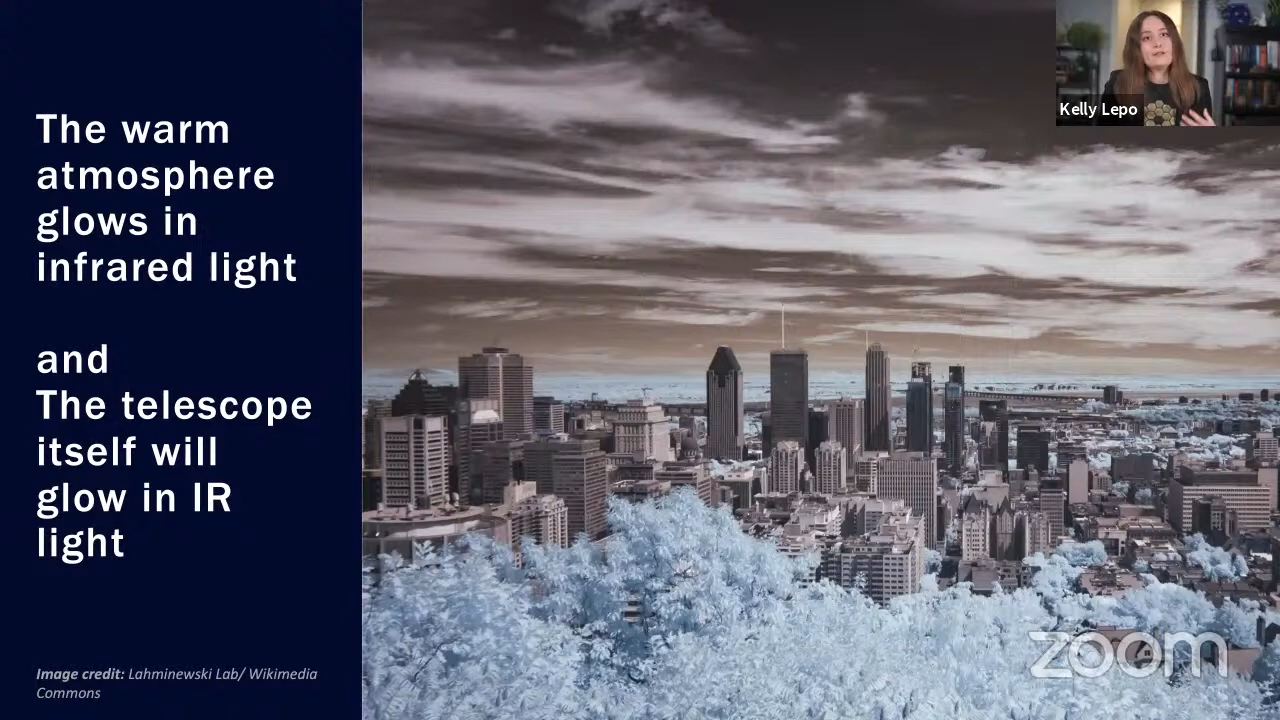 The warm
atmosphere
glows in
infrared light
and
The telescope
itself will
glow in IR
light
Image credit: Lahminewski Lab/ Wikimedia
Commons
Kelly Lepo
zoom